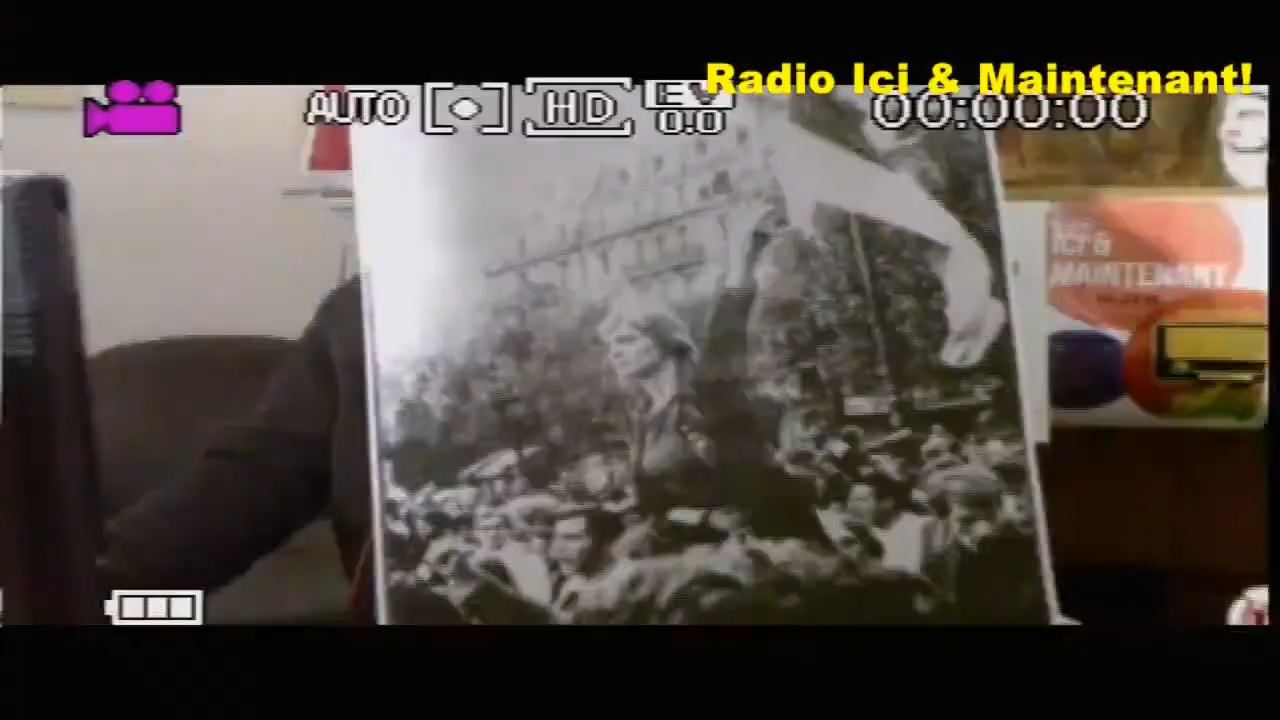 Radio Ici & Maintenant!
AUTO HD EV 00:00:00
0.0
ICI &
MAINTENANT